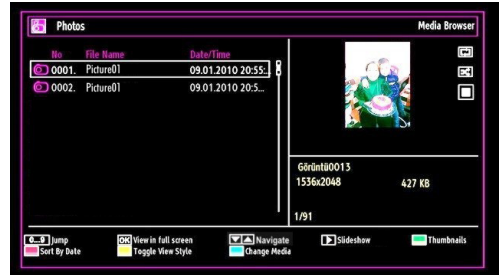 Photos
Media Browser
No File Name Date/Time
0001. Picture01 09.01.2010 20:55:.
0002. Picture01 09.01.2010 20:5...
Görüntü0013
1536x2048 427 KB
1/91
0...9 Jump OK View in full screen Navigate Slideshow Thumbnails
Sort By Date Toggle View Style Change Media